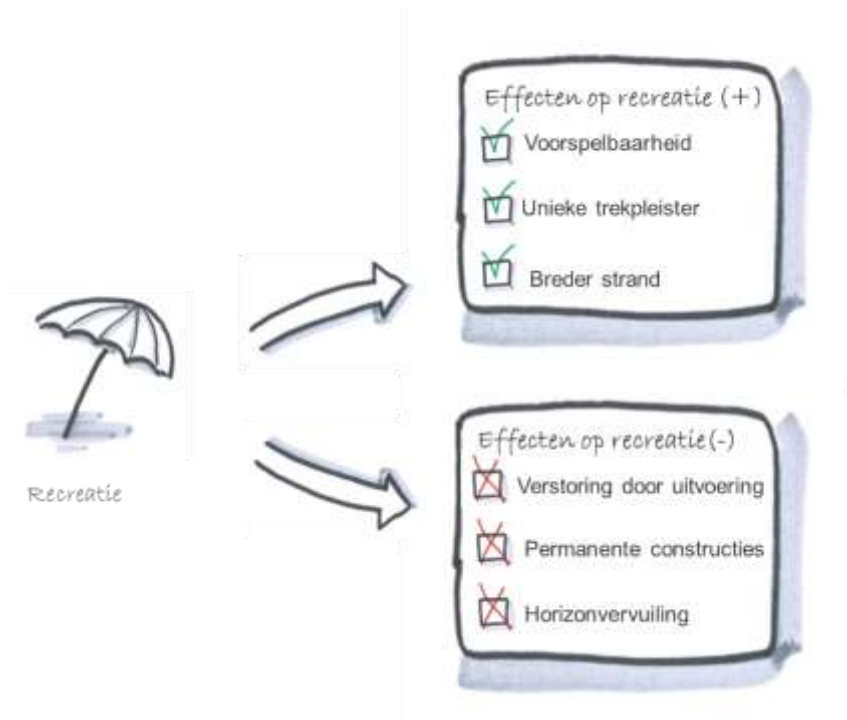 Effecten op recreatie (+)
Voorspelbaarheid
Unieke trekpleister
Breder strand
Recreatie
Effecten op recreatie (-)
Verstoring door uitvoering
Permanente constructies
Horizonvervuiling